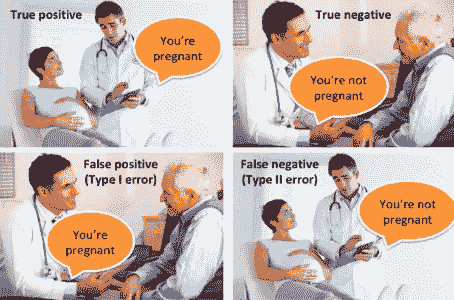 True positive
You're
pregnant
True negative
You're not
pregnant
False positive
(Type I error)
You're
pregnant
False negative
(Type II error)
You're not
pregnant